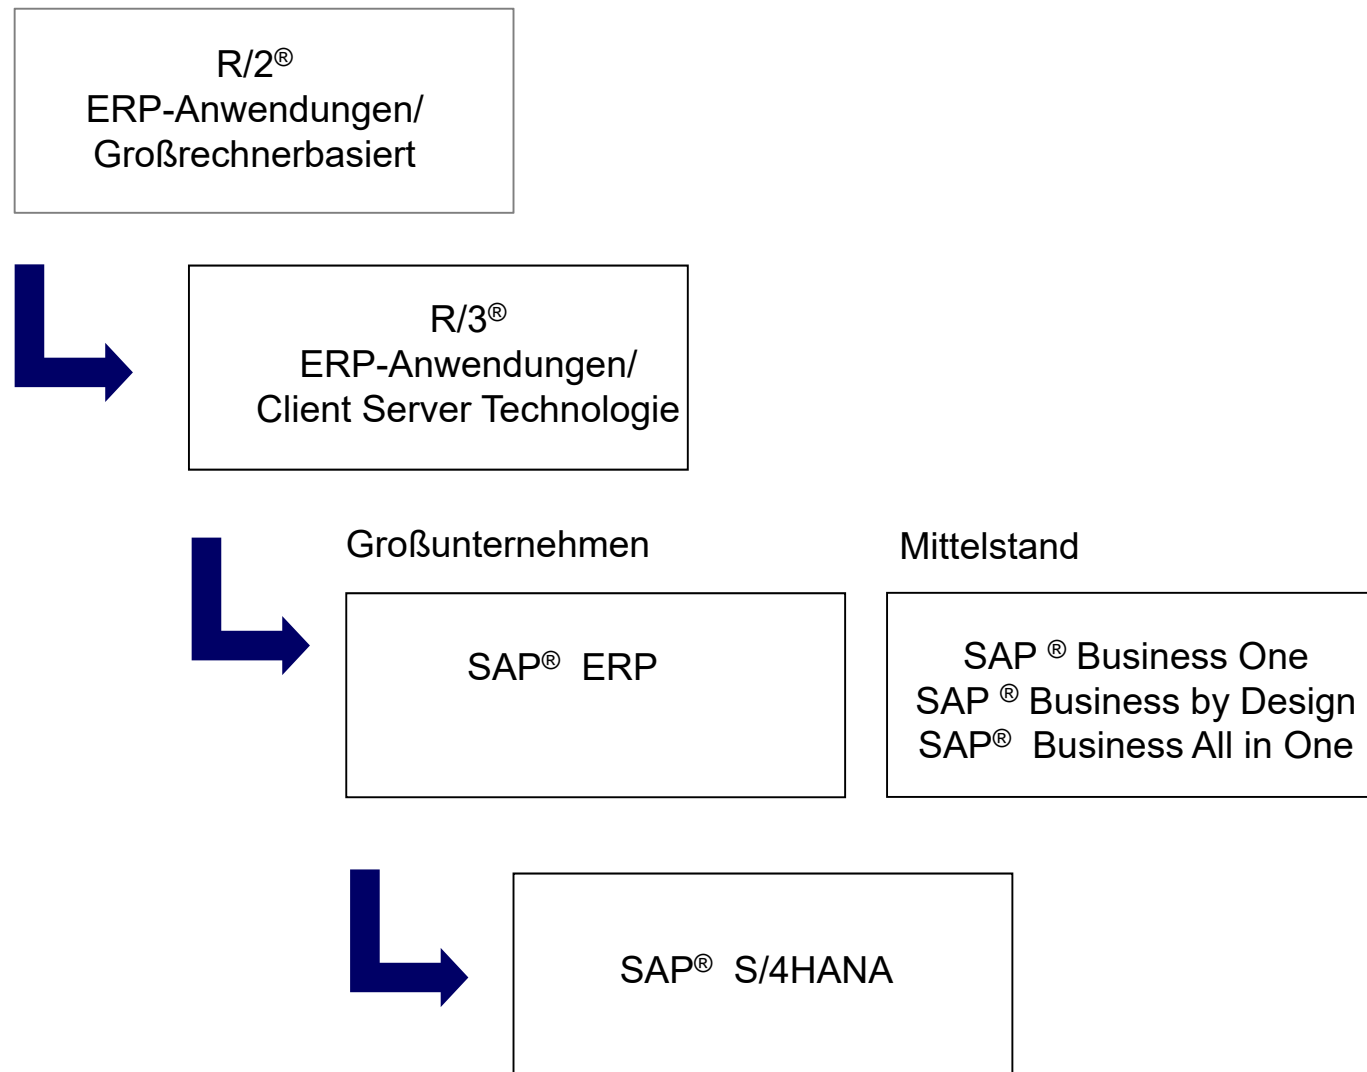 R/2®
ERP-Anwendungen/
Großrechnerbasiert
R/3®
ERP-Anwendungen/
Client Server Technologie
Großunternehmen
Mittelstand
SAP® ERP
SAP ® Business One
SAP ® Business by Design
SAP® Business All in One
SAP® S/4HANA